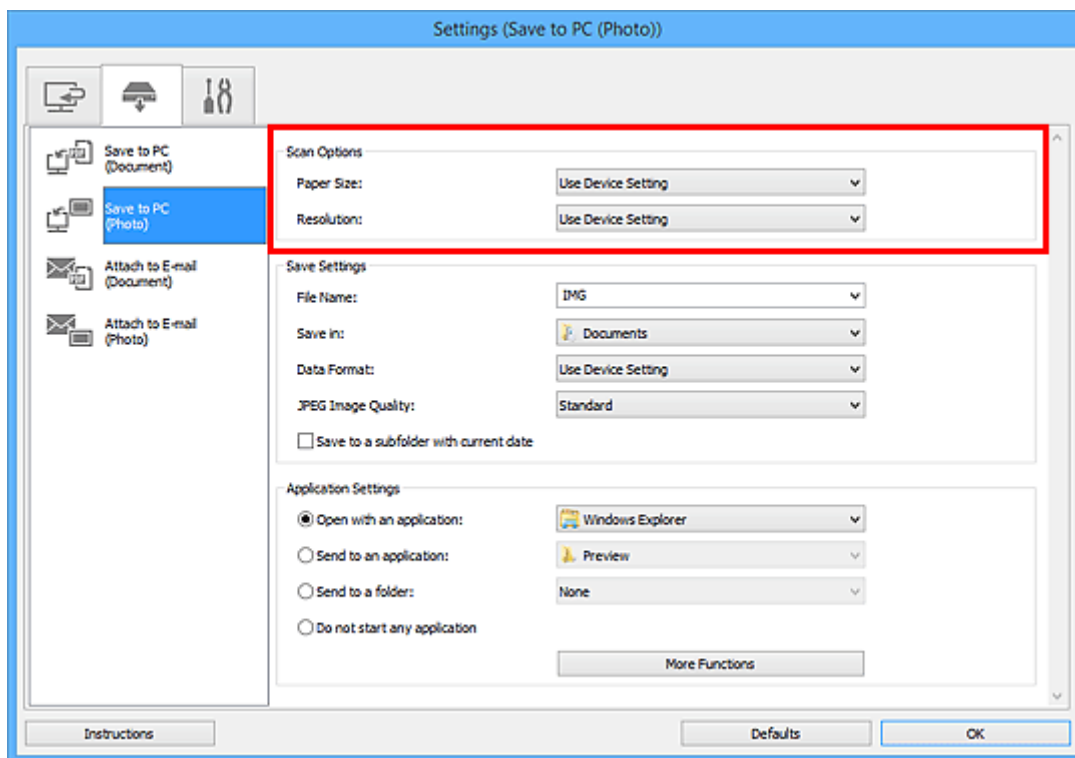 Settings (Save to PC (Photo))
Save to PC
(Document)
Save to PC
(Photo)
Attach to E-mail
(Document)
Attach to E-mail
(Photo)
Scan Options
Paper Size: Use Device Setting
Resolution: Use Device Setting
Save Settings
File Name: IMG
Save in: Documents
Data Format: Use Device Setting
JPEG Image Quality: Standard
Save to a subfolder with current date
Application Settings
Open with an application: Windows Explorer
Send to an application: Preview
Send to a folder: None
Do not start any application
More Functions
Instructions Defaults OK